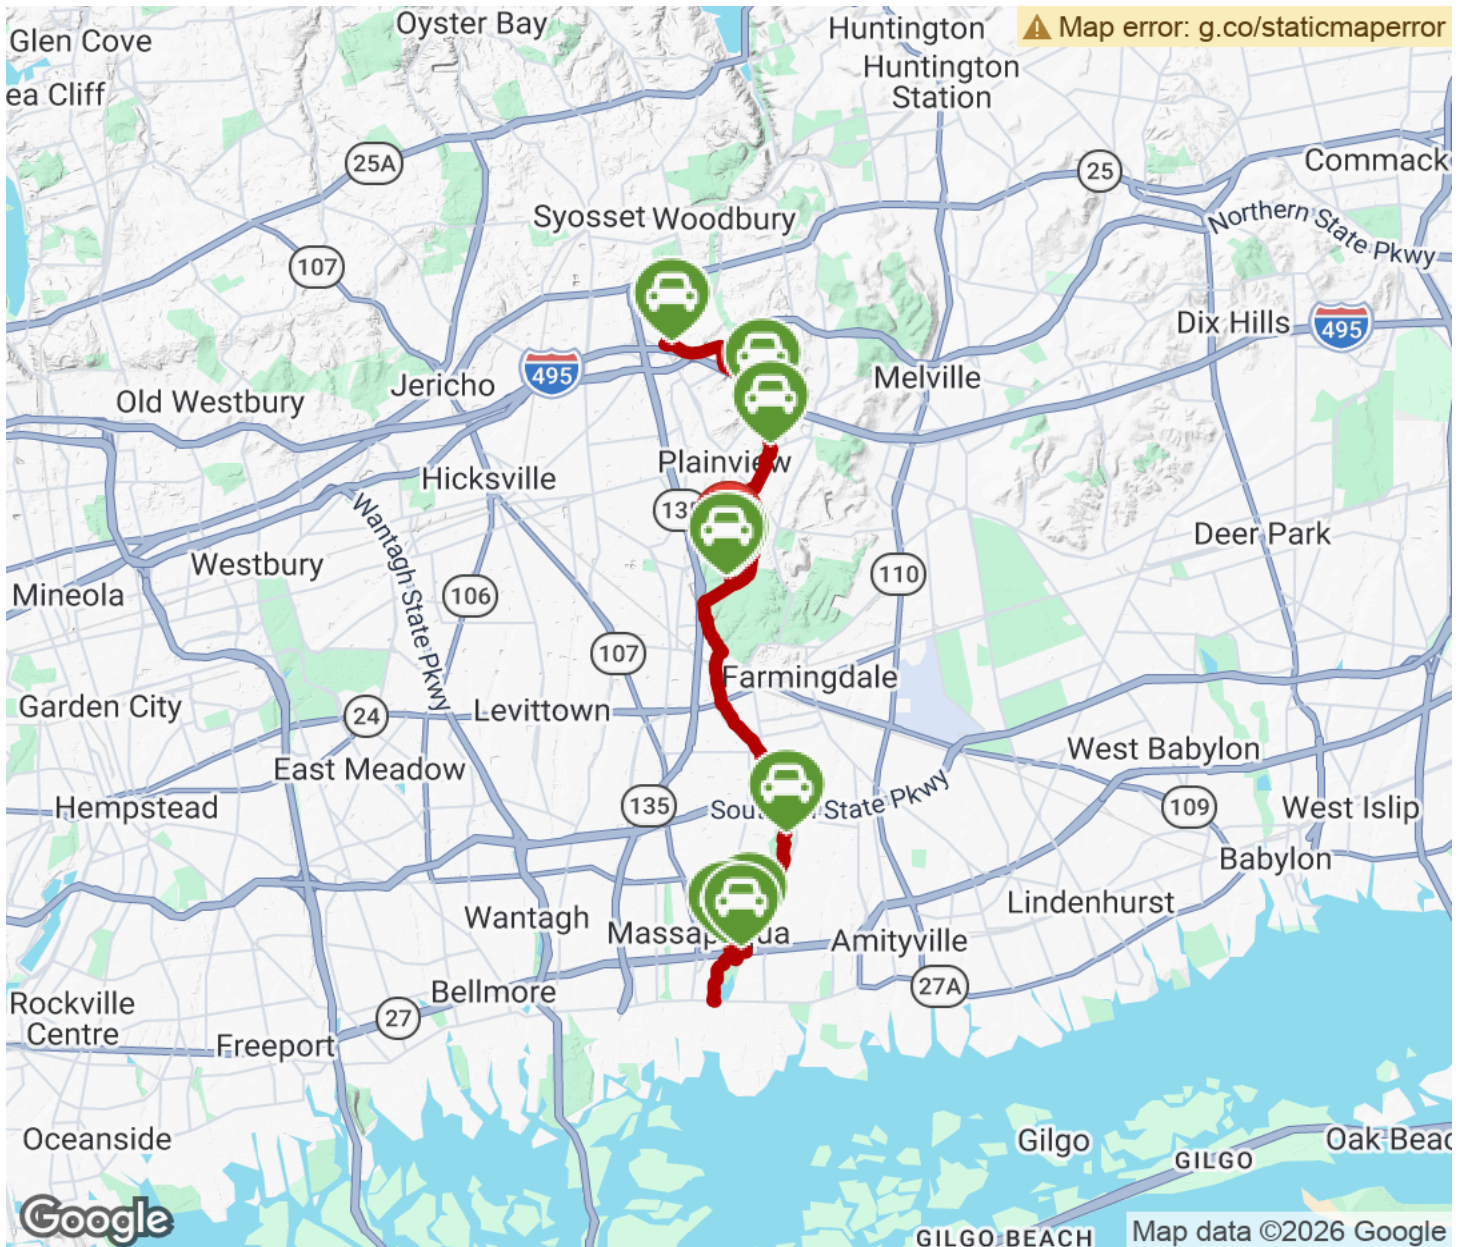 Oyster Bay
Huntington
Map error: g.co/staticmaperror
Glen Cove
Huntington
Station
ea Cliff
25A
25
Commack
Syosset
Woodbury
Northern State Pkwy
107
Dix Hills
495
495
Jericho
Melville
Old Westbury
Plainview
Hicksville
Wantagh State Pkwy
Deer Park
Westbury
110
Mineola
106
107
Farmingdale
Garden City
24
Levittown
West Babylon
East Meadow
135
State Pkwy
109
Hempstead
West Islip
Babylon
Wantagh
Lindenhurst
Amityville
27A
Bellmore
Rockville
Centre
27
Freeport
Oceanside
Gilgo
GILGO
Oak Beac
Google
GILGO BEACH
Map data ©2026 Google